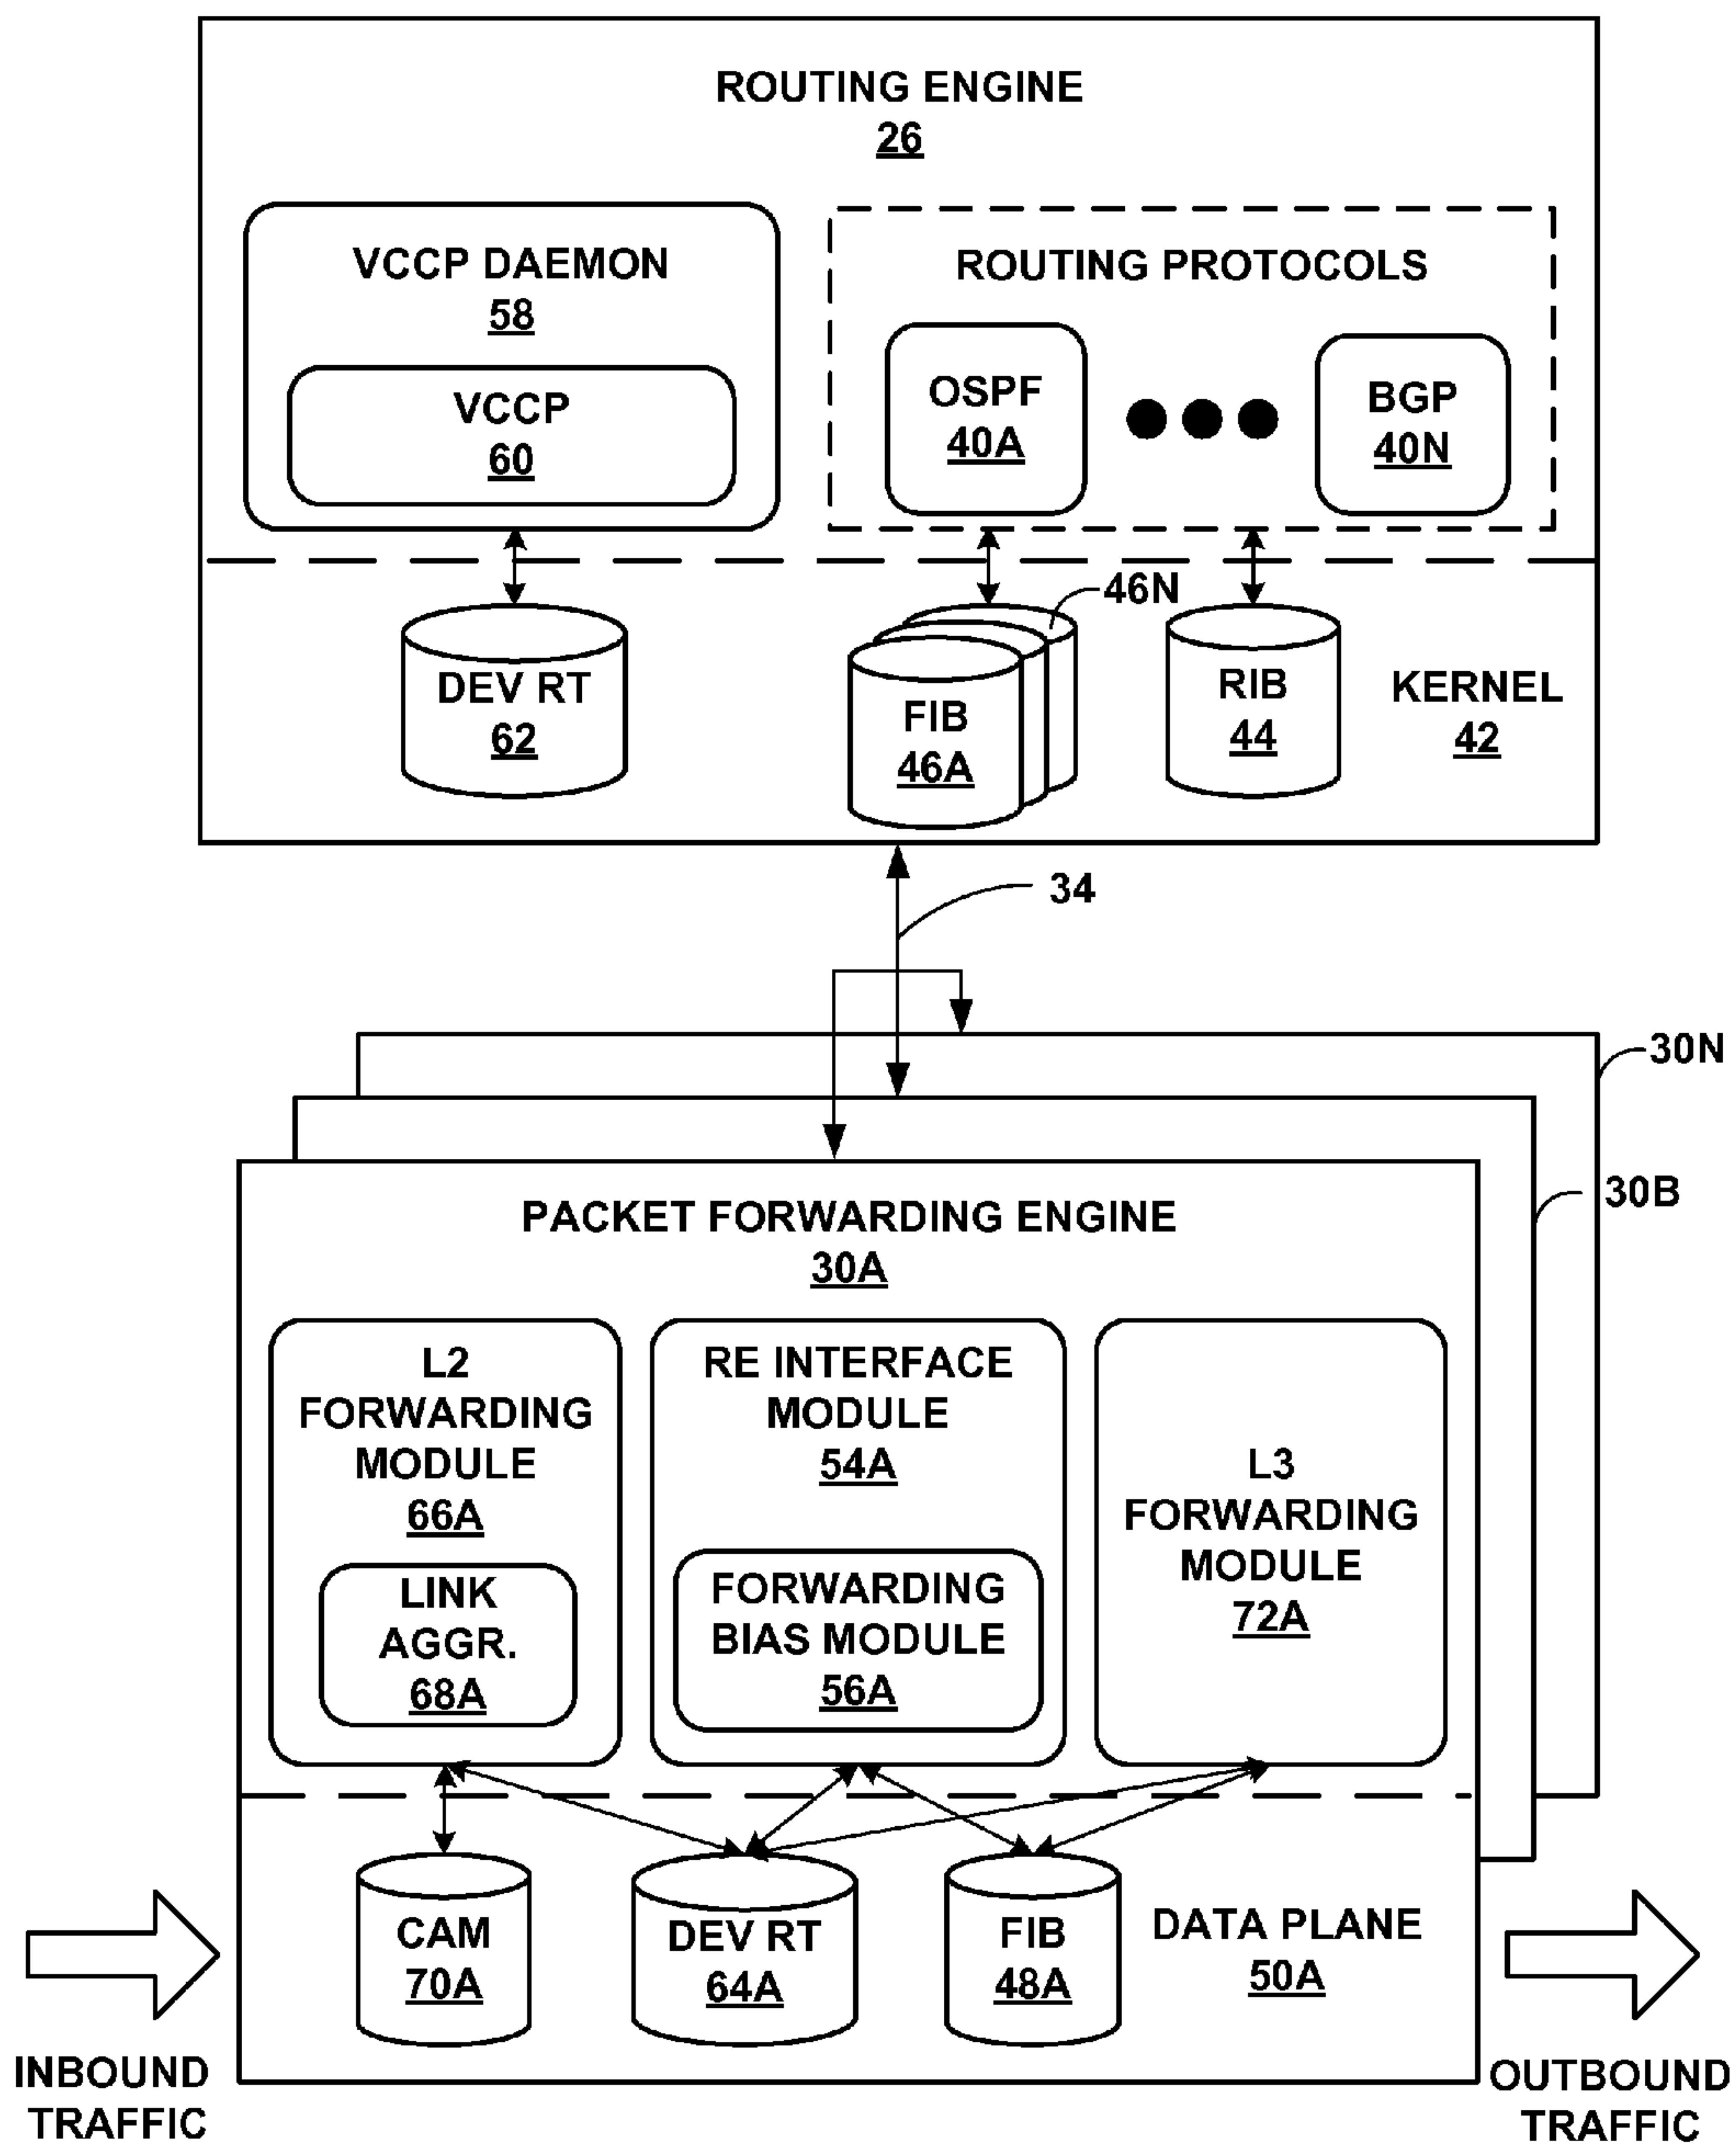 ROUTING ENGINE
26
VCCP DAEMON
58
VCCP
60
ROUTING PROTOCOLS
OSPF
40A
BGP
40N
46N
DEV RT
62
FIB
46A
RIB
44
KERNEL
42
34
30N
30B
PACKET FORWARDING ENGINE
30A
L2
FORWARDING
MODULE
66A
LINK
AGGR.
68A
RE INTERFACE
MODULE
54A
FORWARDING
BIAS MODULE
56A
L3
FORWARDING
MODULE
72A
CAM
70A
DEV RT
64A
FIB
48A
DATA PLANE
50A
INBOUND
TRAFFIC
OUTBOUND
TRAFFIC